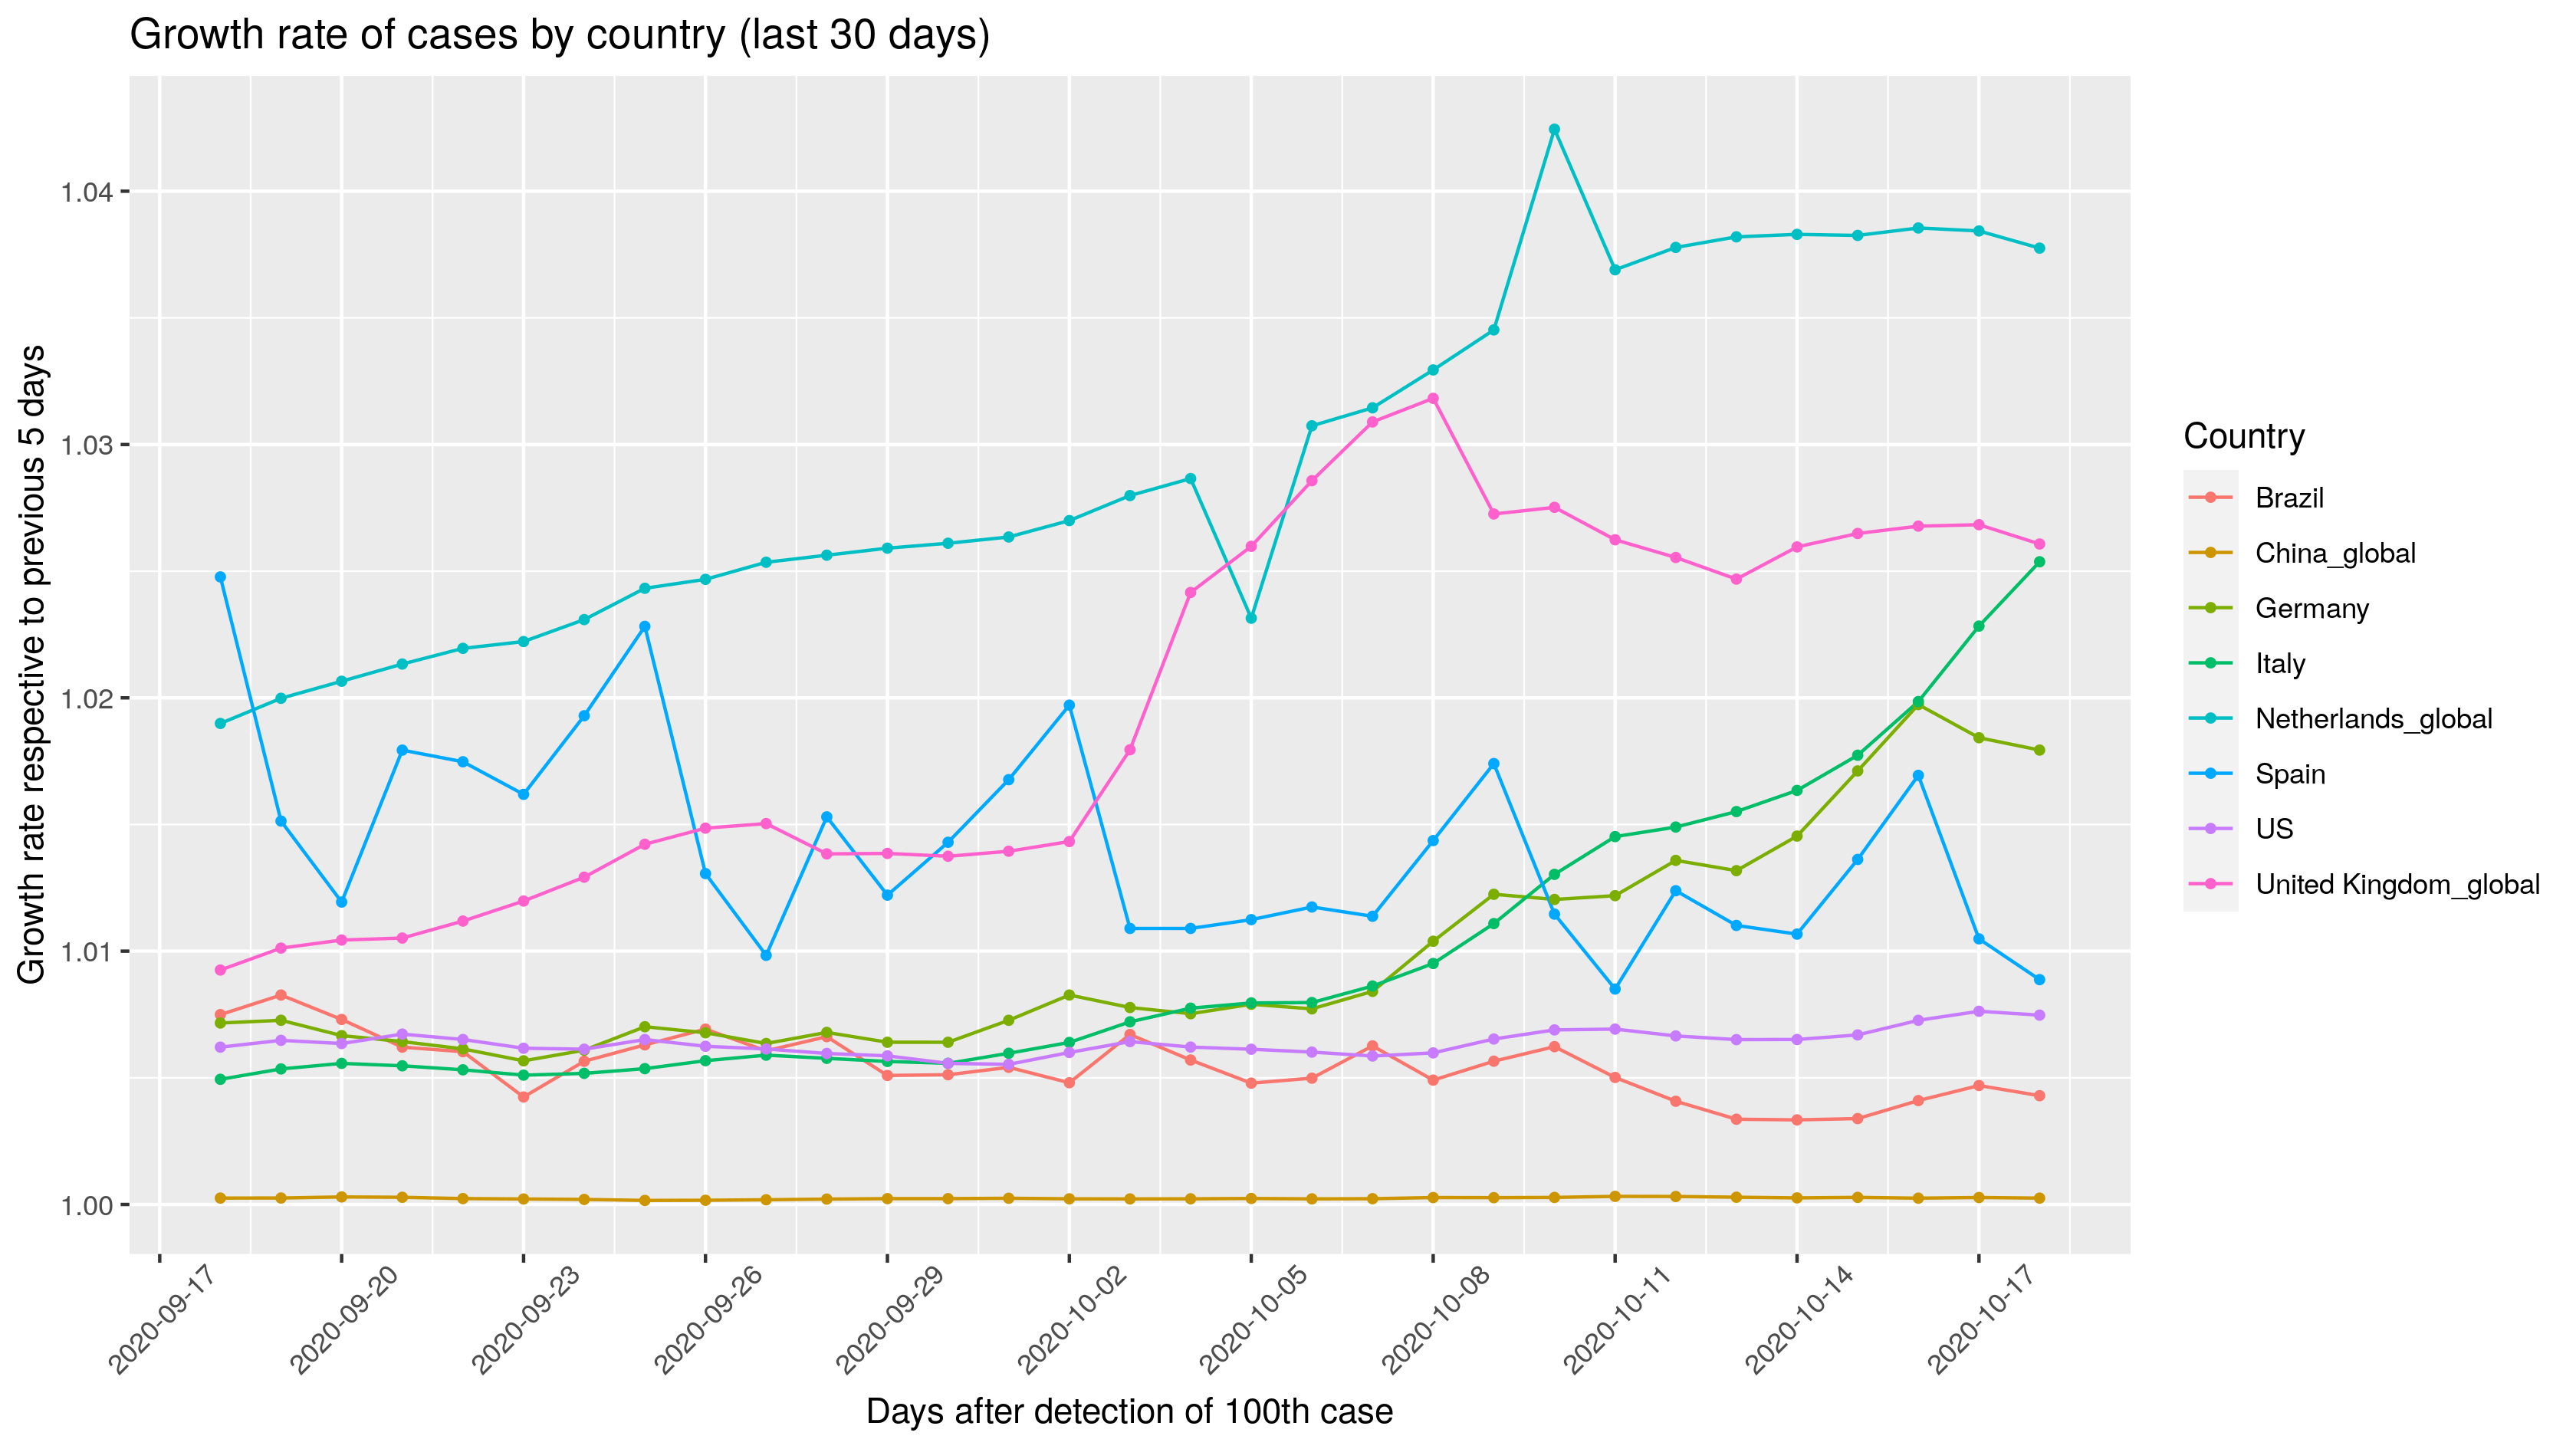 Growth rate of cases by country (last 30 days)
Growth rate respective to previous 5 days
1.04
1.03
1.02
1.01
1.00
2020-09-17
2020-09-20
2020-09-23
2020-09-26
2020-09-29
2020-10-02
2020-10-05
2020-10-08
2020-10-11
2020-10-14
2020-10-17
Days after detection of 100th case
Country
Brazil
China_global
Germany
Italy
Netherlands_global
Spain
US
United Kingdom_global